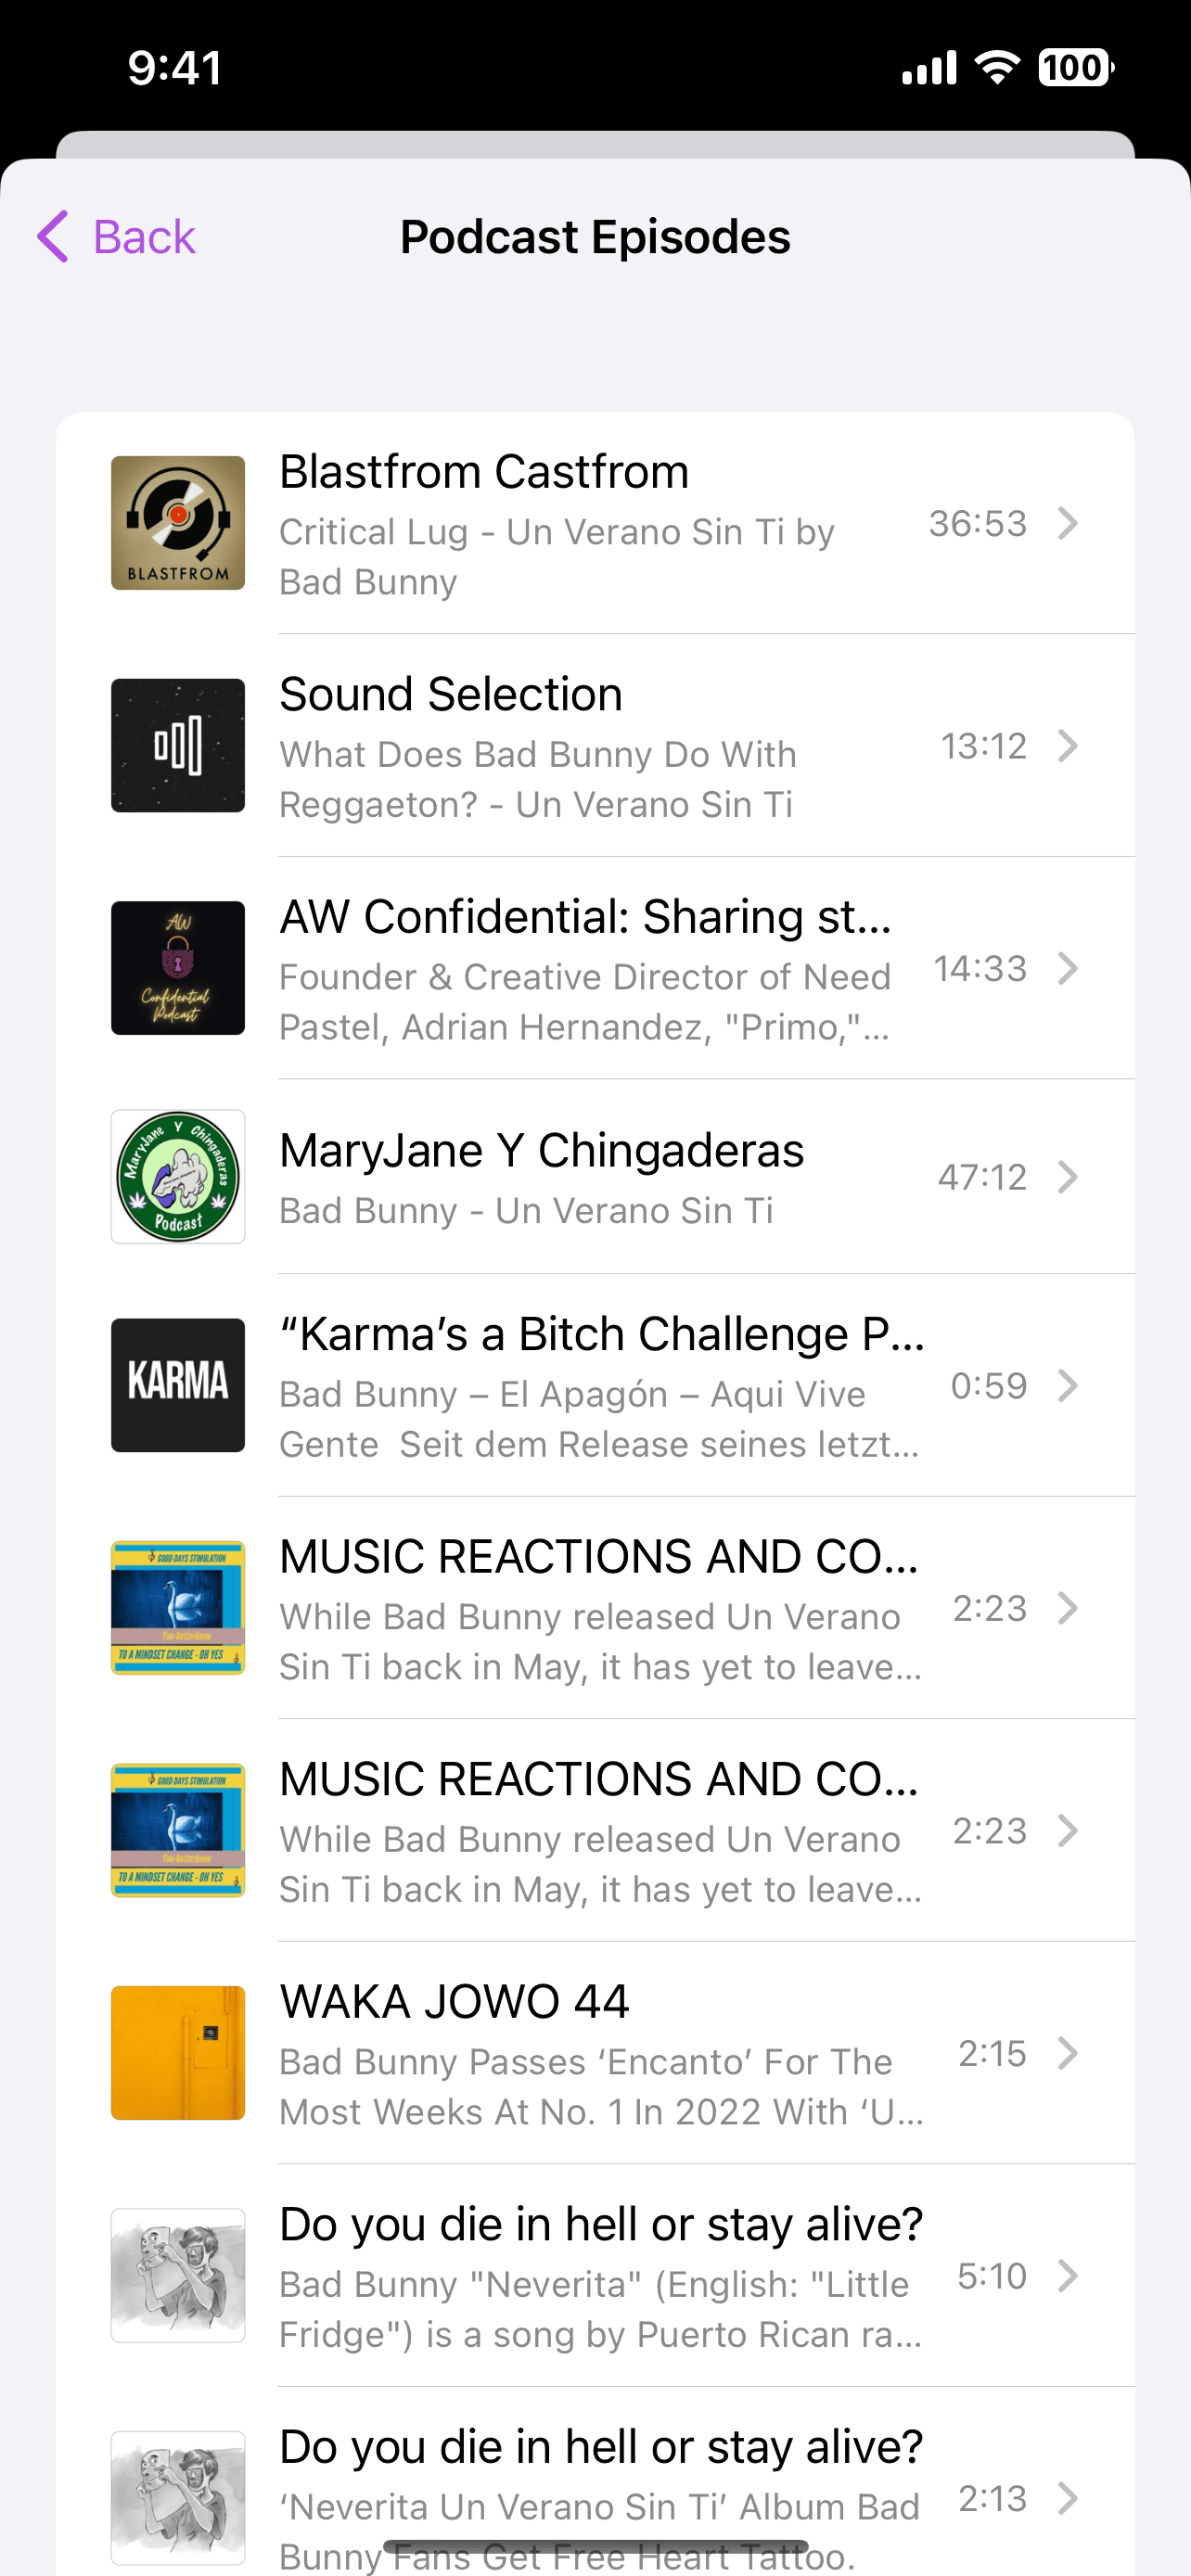 9:41
100
Back
Podcast Episodes
BLASTFROM
Blastfrom Castfrom
Critical Lug - Un Verano Sin Ti by
Bad Bunny
36:53
Sound Selection
What Does Bad Bunny Do With
Reggaeton? - Un Verano Sin Ti
13:12
AW
Confidential
Podcast
AW Confidential: Sharing st...
Founder & Creative Director of Need
Pastel, Adrian Hernandez, "Primo,"...
14:33
MaryJane Y Chingaderas
Podcast
MaryJane Y Chingaderas
Bad Bunny - Un Verano Sin Ti
47:12
KARMA
“Karma’s a Bitch Challenge P...
Bad Bunny – El Apagón – Aqui Vive
Gente  Seit dem Release seines letzt...
0:59
GOOD DAYS STIMULATION
TO A MINDSET CHANGE - OH YES
MUSIC REACTIONS AND CO...
While Bad Bunny released Un Verano
Sin Ti back in May, it has yet to leave...
2:23
GOOD DAYS STIMULATION
TO A MINDSET CHANGE - OH YES
MUSIC REACTIONS AND CO...
While Bad Bunny released Un Verano
Sin Ti back in May, it has yet to leave...
2:23
WAKA JOWO 44
Bad Bunny Passes ‘Encanto’ For The
Most Weeks At No. 1 In 2022 With ‘U...
2:15
Do you die in hell or stay alive?
Bad Bunny "Neverita" (English: "Little
Fridge") is a song by Puerto Rican ra...
5:10
Do you die in hell or stay alive?
‘Neverita Un Verano Sin Ti’ Album Bad
Bunny Fans Get Free Heart Tattoo.
2:13